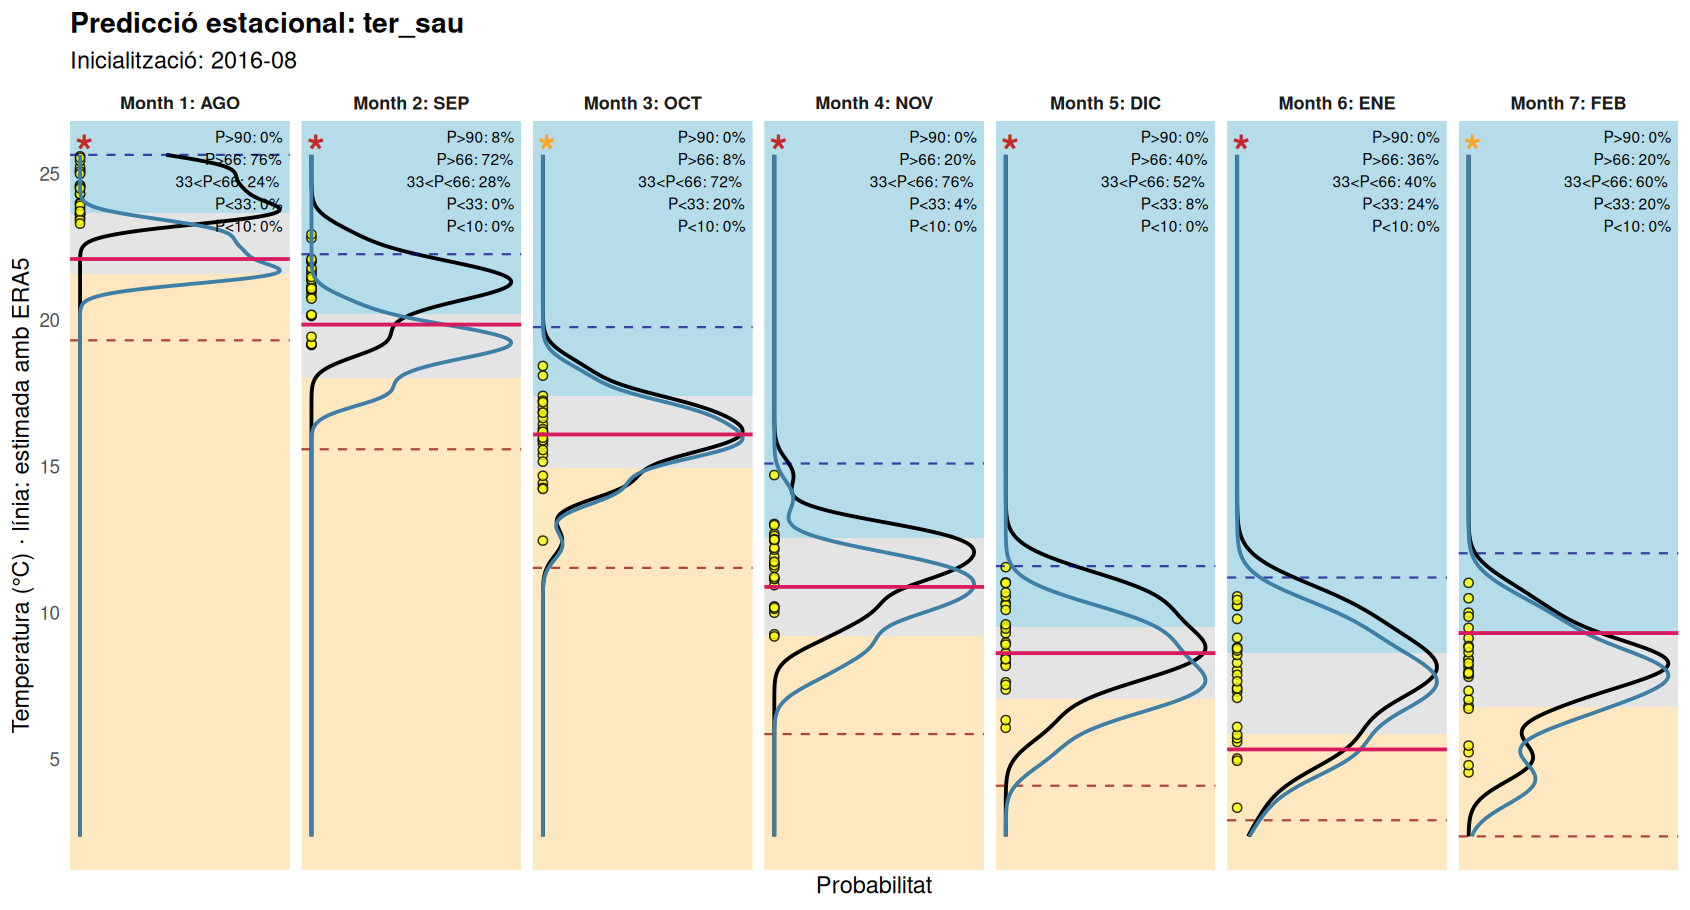 Predicció estacional: ter_sau
Inicialització: 2016-08
Month 1: AGO
Month 2: SEP
Month 3: OCT
Month 4: NOV
Month 5: DIC
Month 6: ENE
Month 7: FEB
P>90: 0%
P>66: 76%
33<P<66: 24%
P<33: 0%
P<10: 0%
P>90: 8%
P>66: 72%
33<P<66: 28%
P<33: 0%
P<10: 0%
P>90: 0%
P>66: 8%
33<P<66: 72%
P<33: 20%
P<10: 0%
P>90: 0%
P>66: 20%
33<P<66: 76%
P<33: 4%
P<10: 0%
P>90: 0%
P>66: 40%
33<P<66: 52%
P<33: 8%
P<10: 0%
P>90: 0%
P>66: 36%
33<P<66: 40%
P<33: 24%
P<10: 0%
P>90: 0%
P>66: 20%
33<P<66: 60%
P<33: 20%
P<10: 0%
25
20
15
10
5
Temperatura (°C) · línia: estimada amb ERA5
Probabilitat